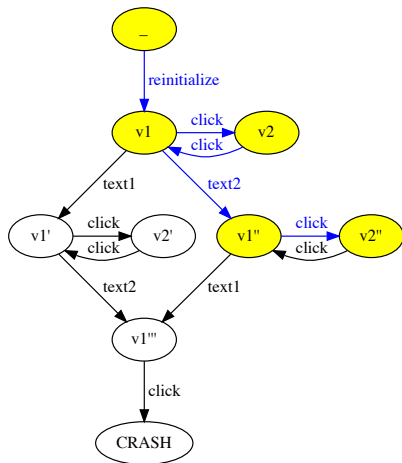 _
reinitialize
click
v1 v2
click
text1 text2
click click
v1' v2' v1'' v2''
click click
text2 text1
v1'''
click
CRASH